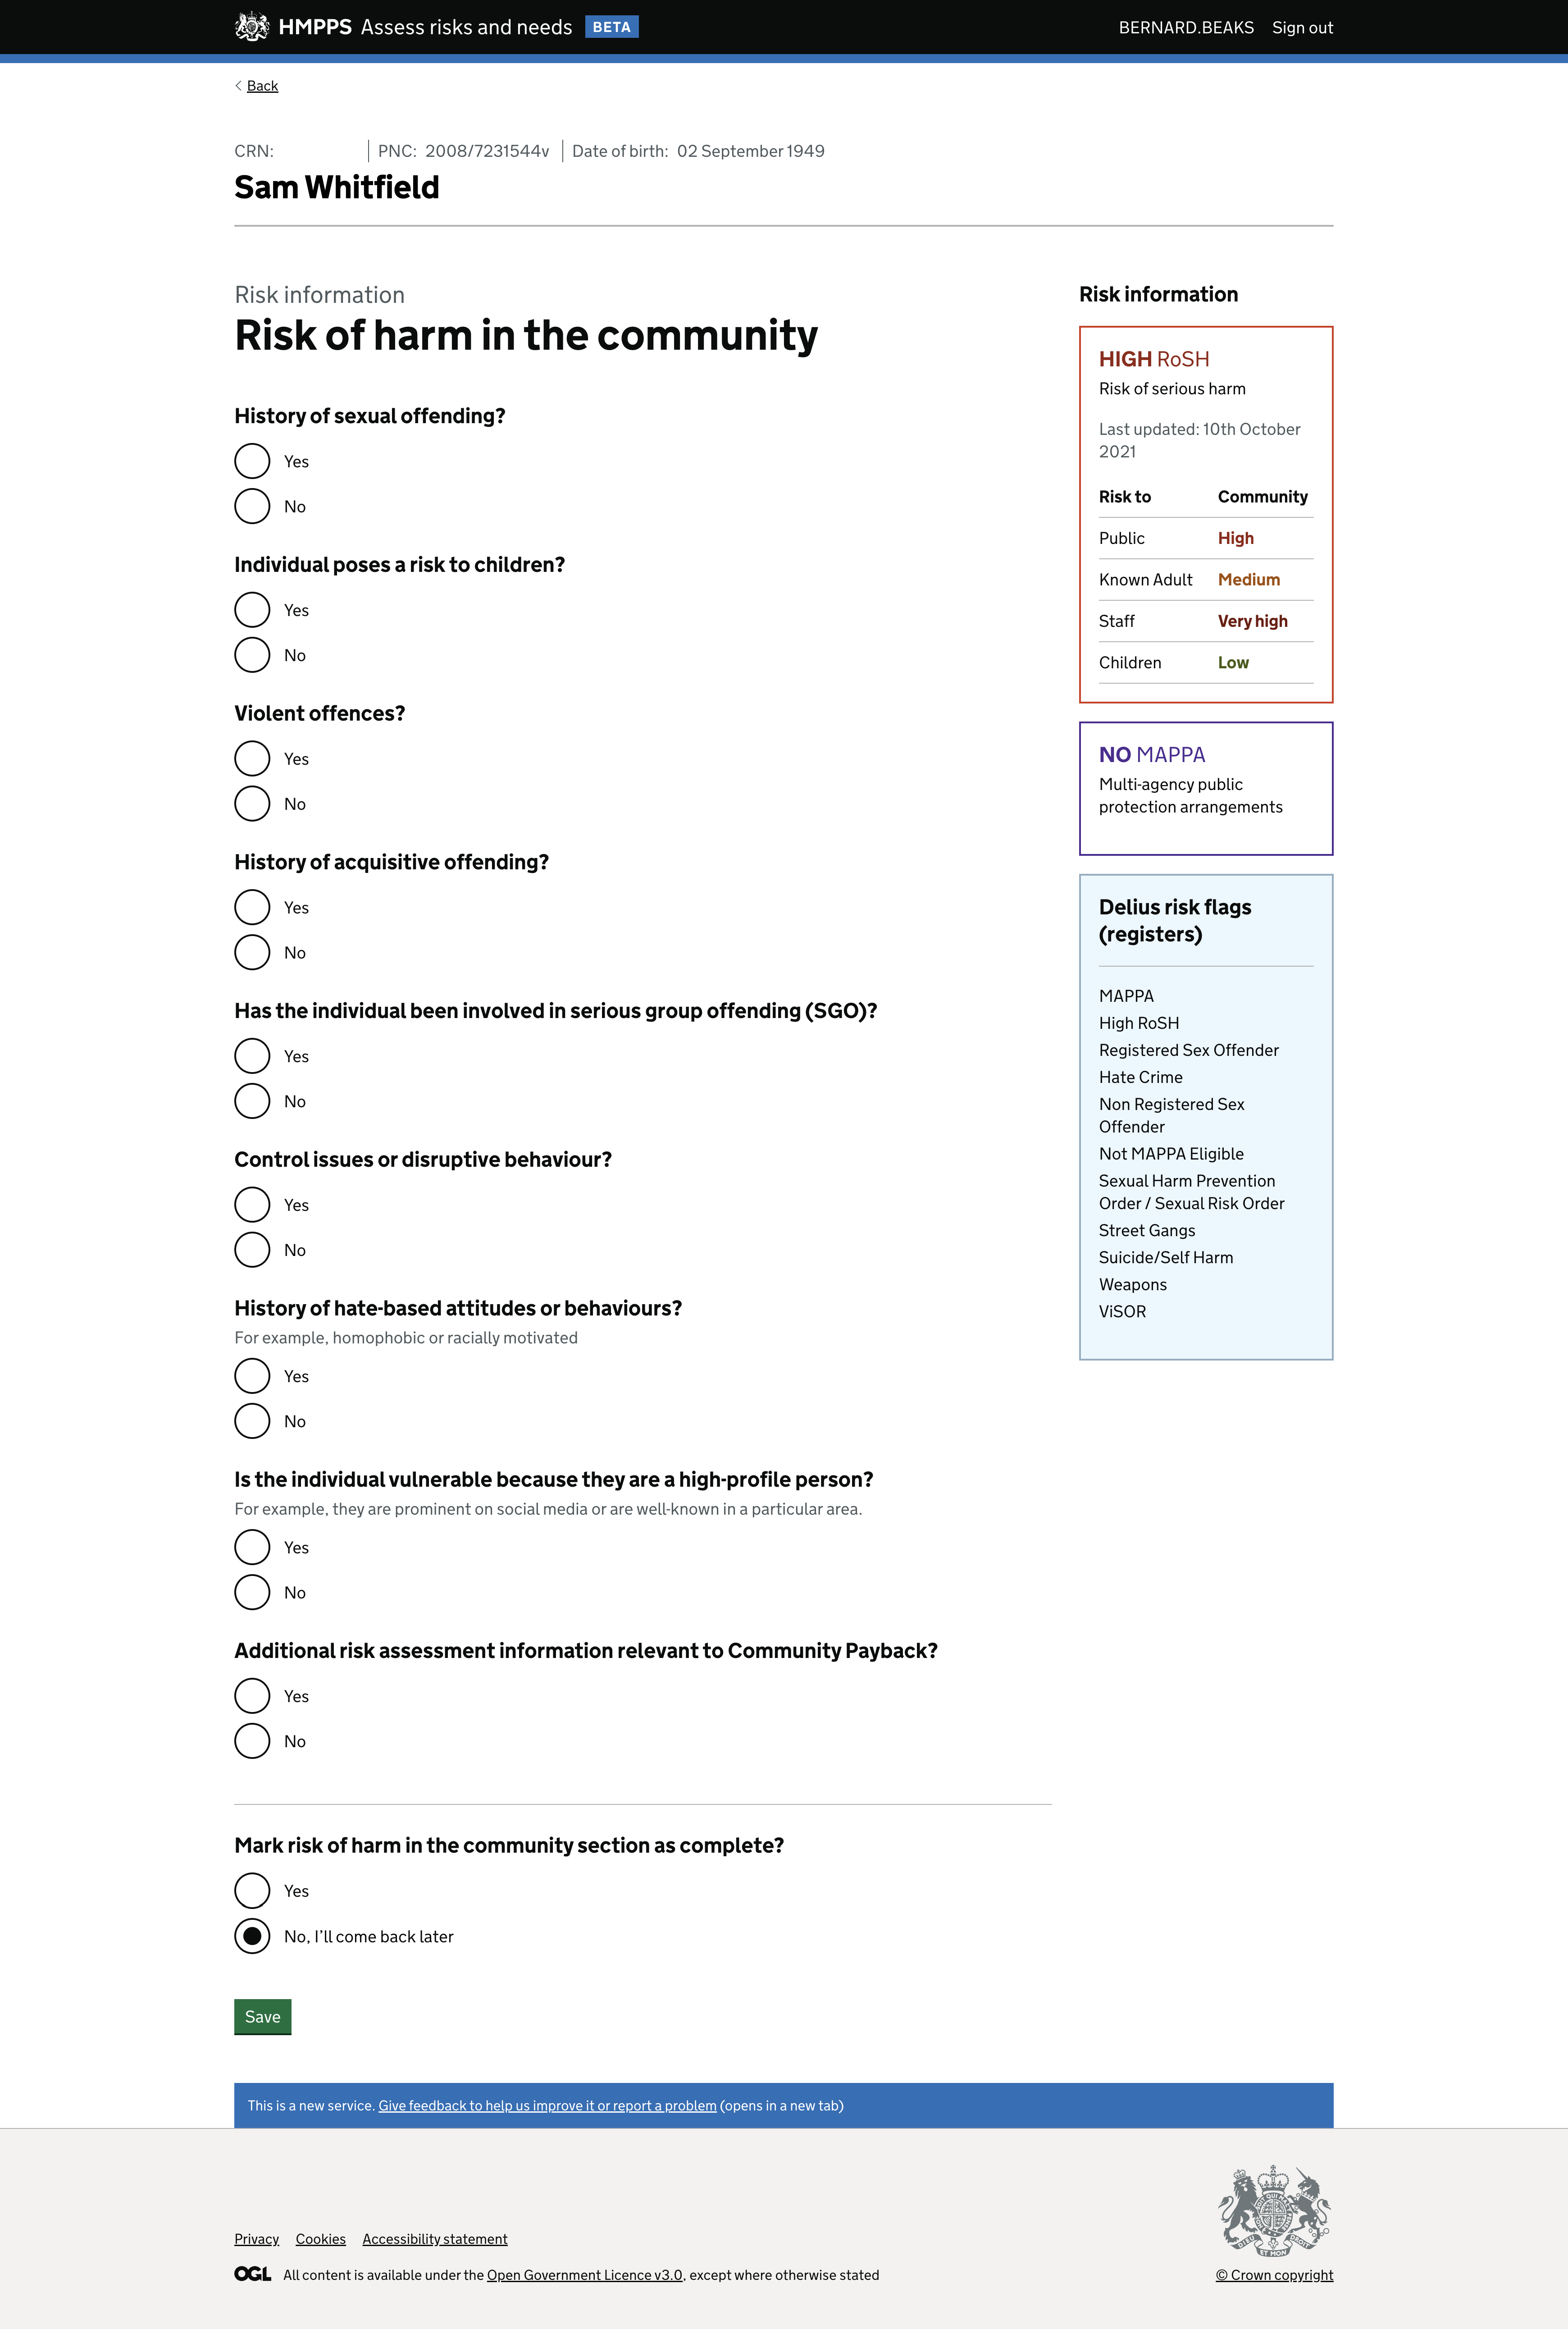 HMPPS Assess risks and needs BETA
BERNARD.BEAKS Sign out
Back
CRN: PNC: 2008/7231544v Date of birth: 02 September 1949
Sam Whitfield
Risk information
Risk of harm in the community
History of sexual offending?
Yes
No
Individual poses a risk to children?
Yes
No
Violent offences?
Yes
No
History of acquisitive offending?
Yes
No
Has the individual been involved in serious group offending (SGO)?
Yes
No
Control issues or disruptive behaviour?
Yes
No
History of hate-based attitudes or behaviours?
For example, homophobic or racially motivated
Yes
No
Is the individual vulnerable because they are a high-profile person?
For example, they are prominent on social media or are well-known in a particular area.
Yes
No
Additional risk assessment information relevant to Community Payback?
Yes
No
Mark risk of harm in the community section as complete?
Yes
No, I’ll come back later
Save
Risk information
HIGH RoSH
Risk of serious harm
Last updated: 10th October
2021
Risk to Community
Public High
Known Adult Medium
Staff Very high
Children Low
NO MAPPA
Multi-agency public
protection arrangements
Delius risk flags
(registers)
MAPPA
High RoSH
Registered Sex Offender
Hate Crime
Non Registered Sex
Offender
Not MAPPA Eligible
Sexual Harm Prevention
Order / Sexual Risk Order
Street Gangs
Suicide/Self Harm
Weapons
ViSOR
This is a new service. Give feedback to help us improve it or report a problem (opens in a new tab)
Privacy Cookies Accessibility statement
OGL All content is available under the Open Government Licence v3.0, except where otherwise stated
DIEU ET MON DROIT
© Crown copyright